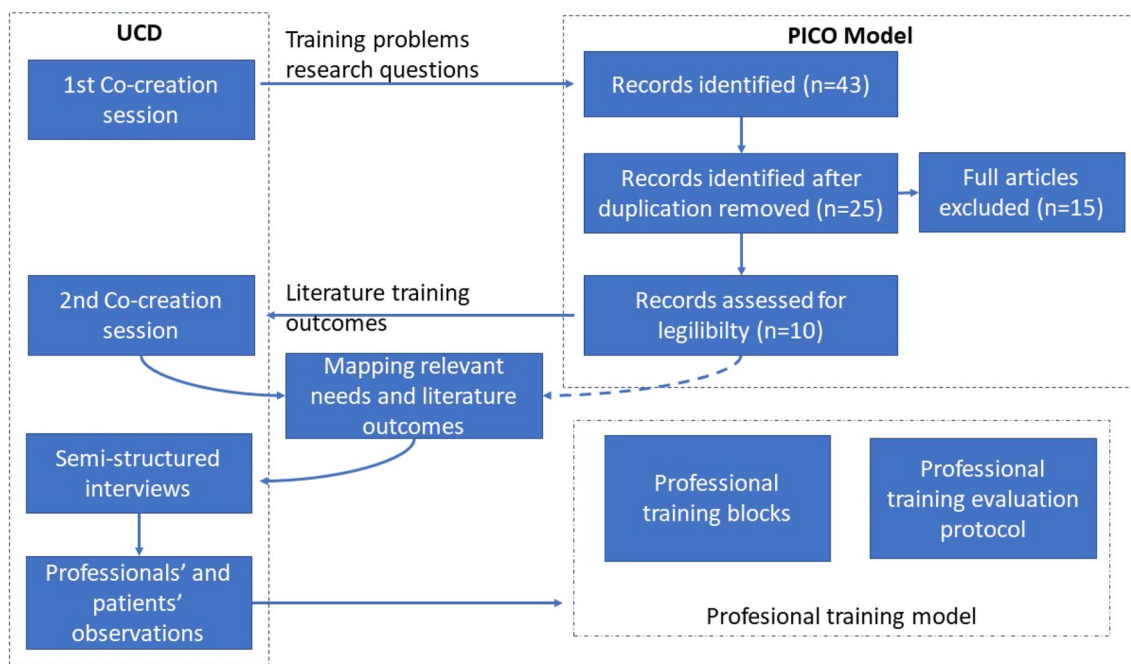 UCD
1st Co-creation
session
Training problems
research questions
PICO Model
Records identified (n=43)
Records identified after
duplication removed (n=25)
Full articles
excluded (n=15)
2nd Co-creation
session
Literature training
outcomes
Records assessed for
legilibilty (n=10)
Mapping relevant
needs and literature
outcomes
Semi-structured
interviews
Professionals’ and
patients’
observations
Professional
training blocks
Professional
training evaluation
protocol
Profesional training model